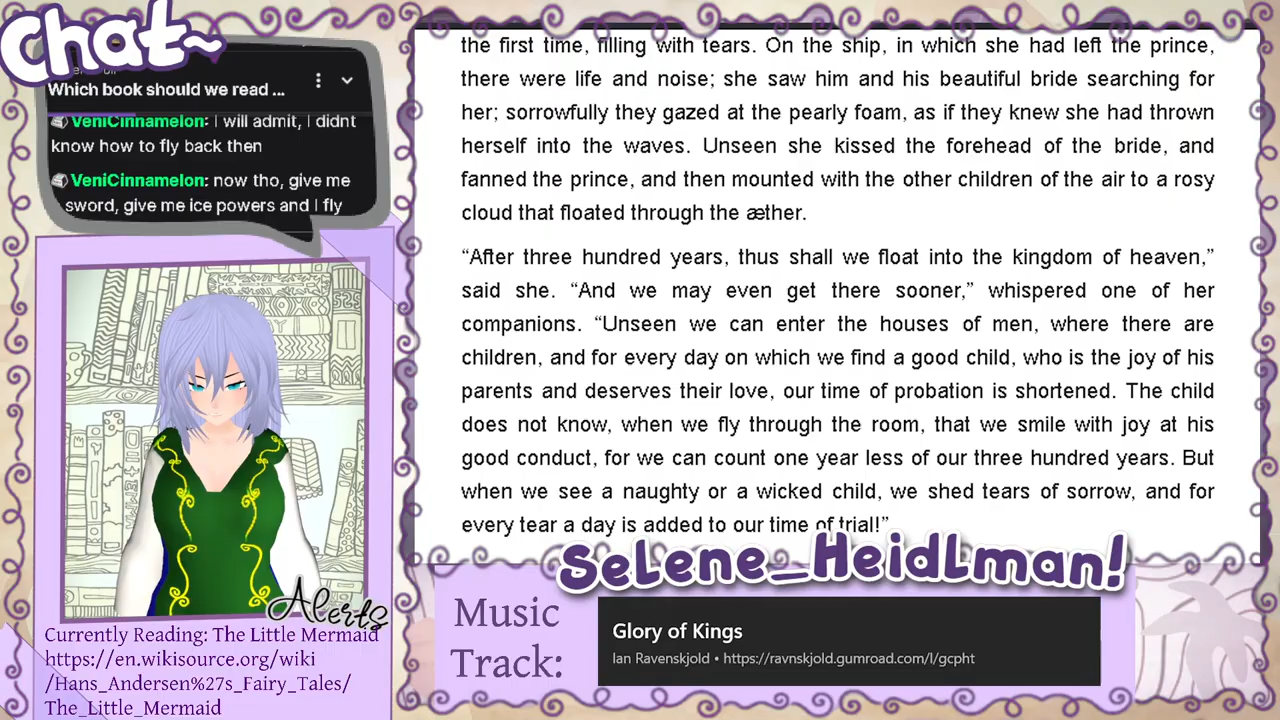 Chat~
Which book should we read ...
VeniCinnamelon: I will admit, I didnt
know how to fly back then
VeniCinnamelon: now tho, give me
sword, give me ice powers and I fly
the first time, filling with tears. On the ship, in which she had left the prince,
there were life and noise; she saw him and his beautiful bride searching for
her; sorrowfully they gazed at the pearly foam, as if they knew she had thrown
herself into the waves. Unseen she kissed the forehead of the bride, and
fanned the prince, and then mounted with the other children of the air to a rosy
cloud that floated through the æther.
“After three hundred years, thus shall we float into the kingdom of heaven,”
said she. “And we may even get there sooner,” whispered one of her
companions. “Unseen we can enter the houses of men, where there are
children, and for every day on which we find a good child, who is the joy of his
parents and deserves their love, our time of probation is shortened. The child
does not know, when we fly through the room, that we smile with joy at his
good conduct, for we can count one year less of our three hundred years. But
when we see a naughty or a wicked child, we shed tears of sorrow, and for
every tear a day is added to our time of trial!”
Selene_Heidlman!
Alerts
Currently Reading: The Little Mermaid
https://en.wikisource.org/wiki
/Hans_Andersen%27s_Fairy_Tales/
The_Little_Mermaid
Music
Track:
Glory of Kings
Ian Ravenskjold • https://ravnskjold.gumroad.com/l/gcpht